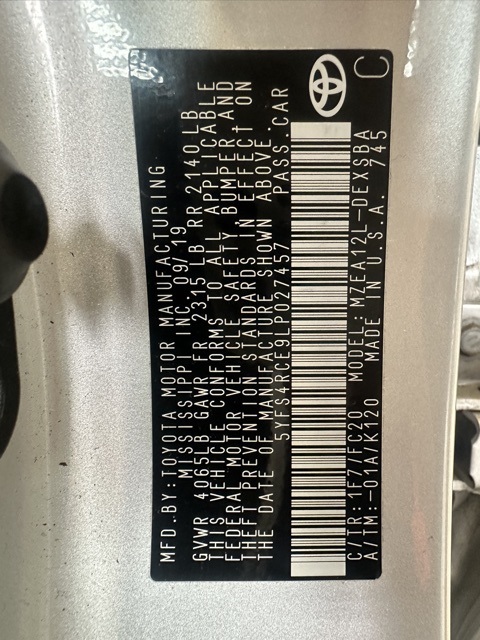 MFD.BY:TOYOTA MOTOR MANUFACTURING
MISSISSIPPI INC. 09/19
GVWR 4065LB GAWR FR 2315 LB RR 2140LB
THIS VEHICLE CONFORMS TO ALL APPLICABLE
FEDERAL MOTOR VEHICLE SAFETY, BUMPER AND
THEFT PREVENTION STANDARDS IN EFFECT ON
THE DATE OF MANUFACTURE SHOWN ABOVE.
5YFS4RCE9LP027457 PASS.CAR
C/TR:1F7/FC20 MODEL:MZEA12L-DEXSBA
A/TM:-01A/K120 MADE IN U.S.A. 745
C